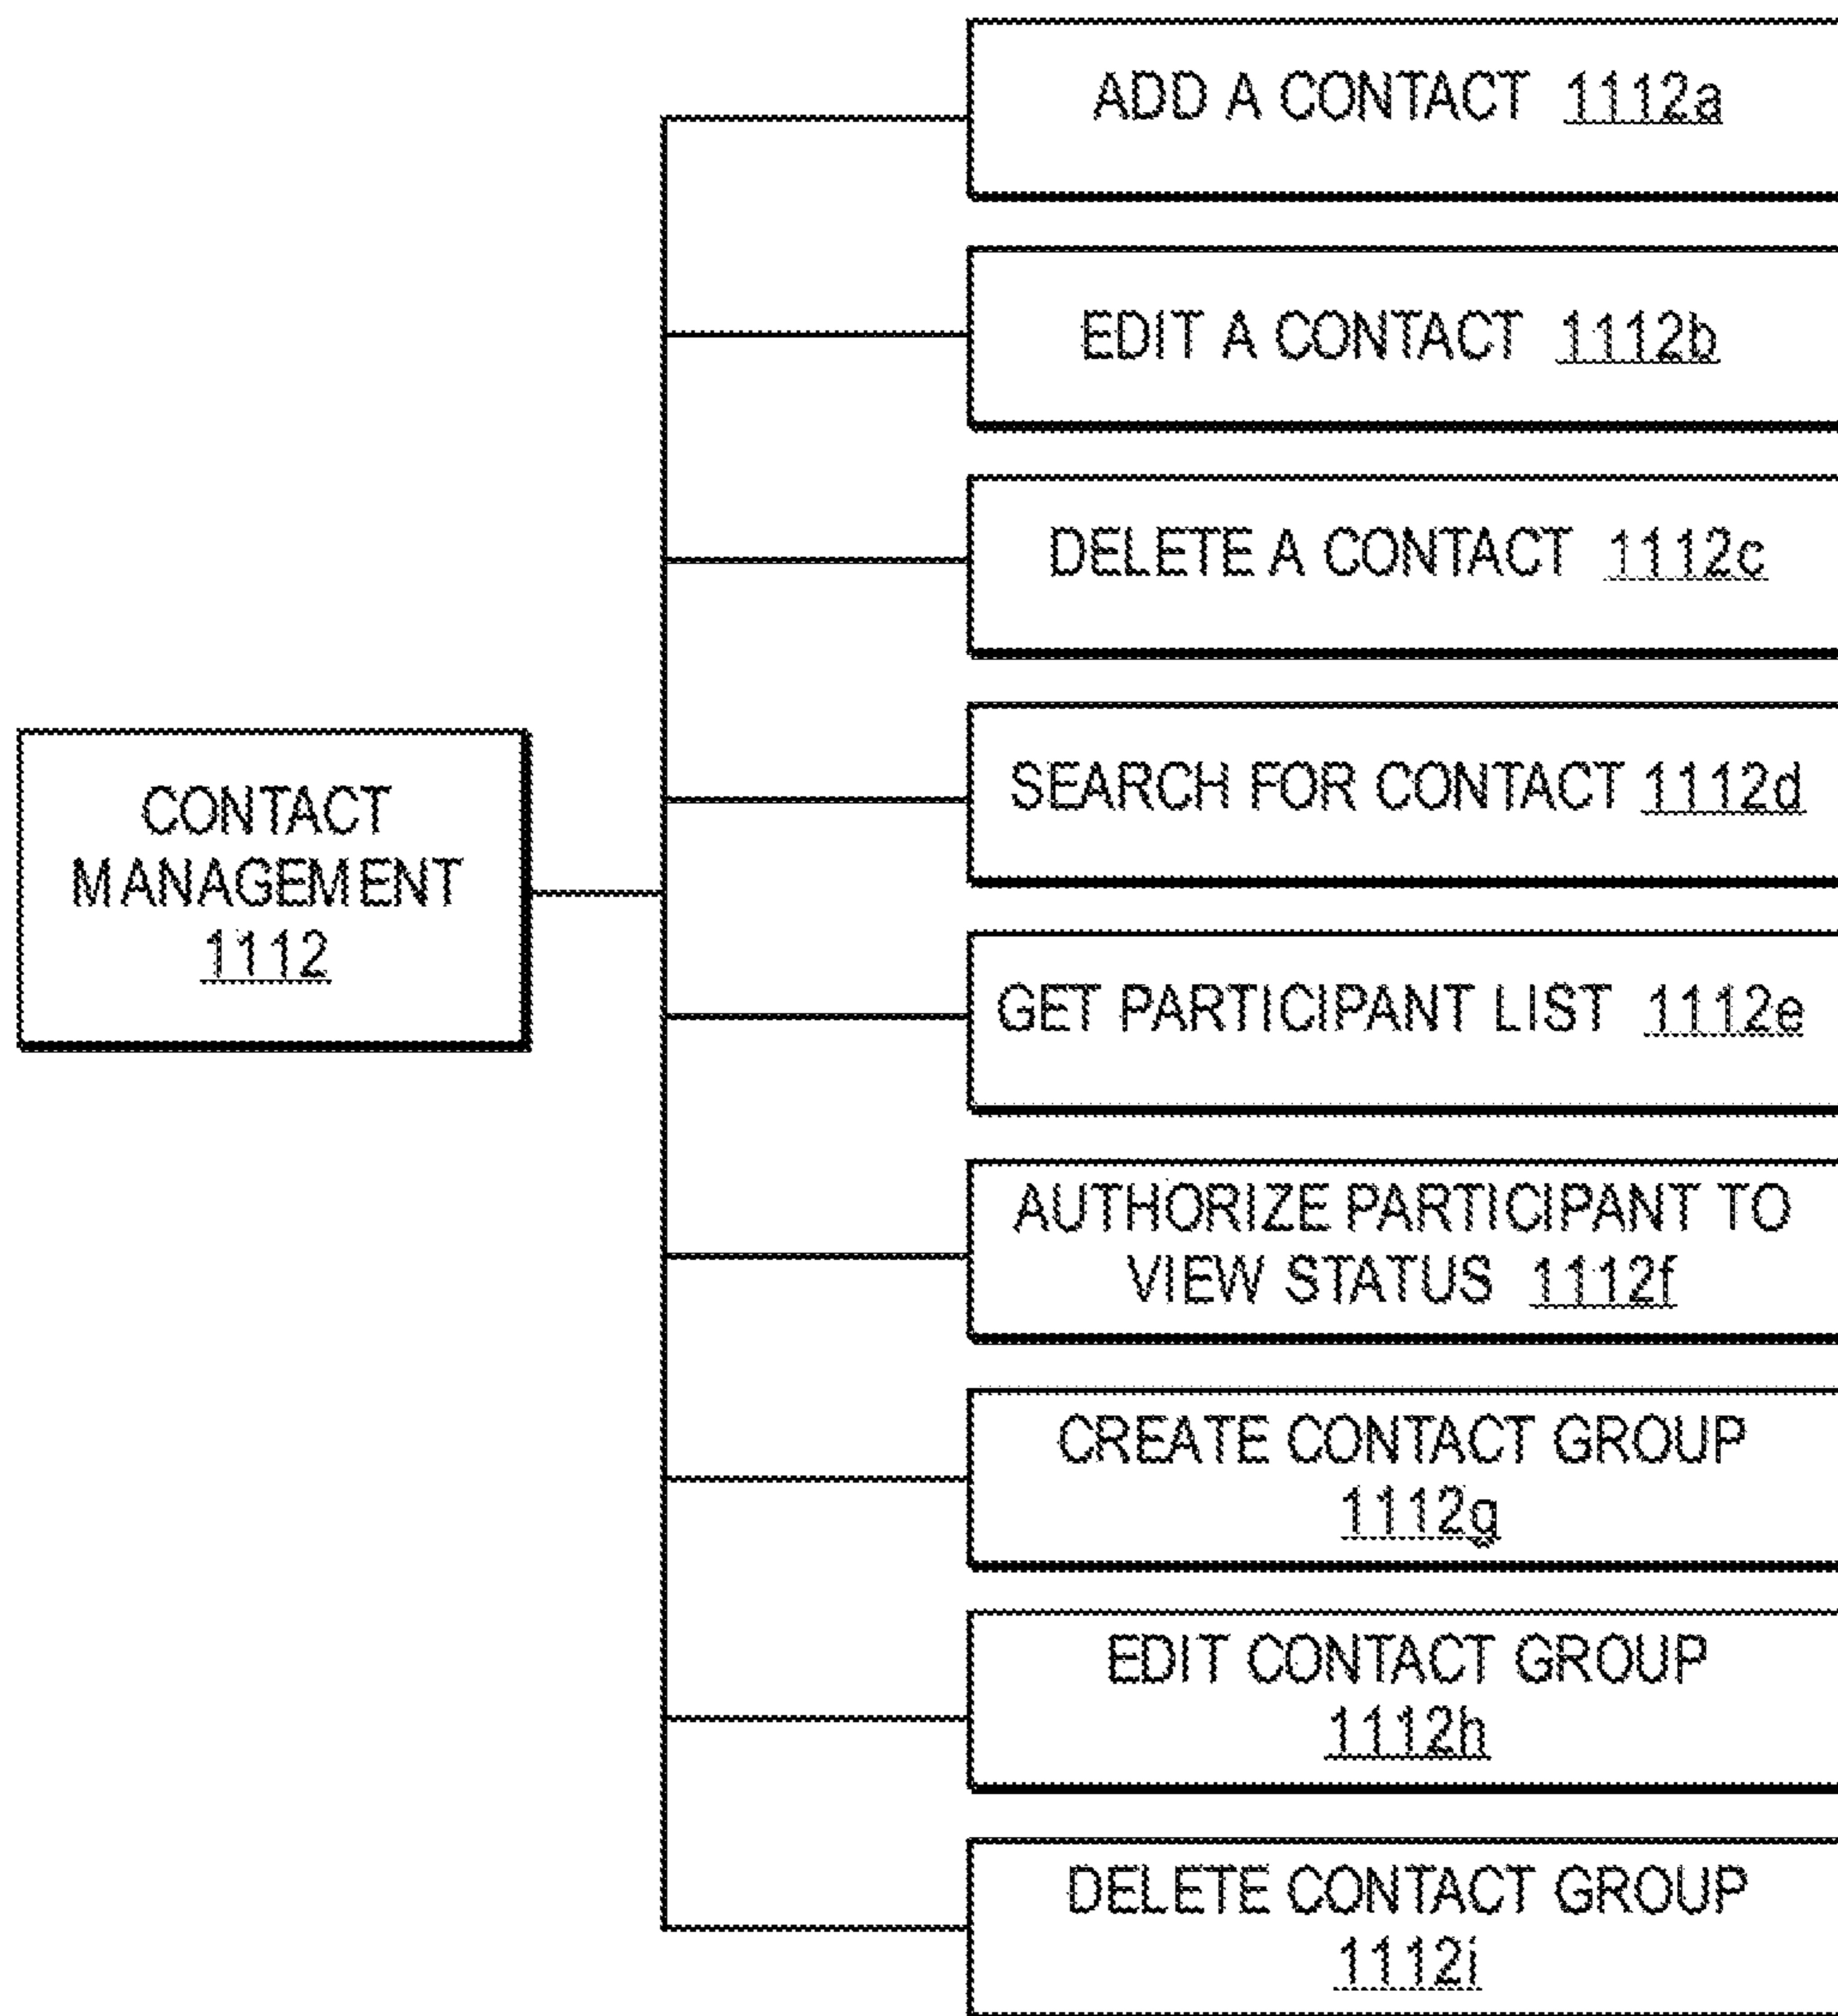 ADD A CONTACT 1112a
EDIT A CONTACT 1112b
DELETE A CONTACT 1112c
SEARCH FOR CONTACT 1112d
CONTACT
MANAGEMENT
1112
GET PARTICIPANT LIST 1112e
AUTHORIZE PARTICIPANT TO
VIEW STATUS 1112f
CREATE CONTACT GROUP
1112g
EDIT CONTACT GROUP
1112h
DELETE CONTACT GROUP
1112i